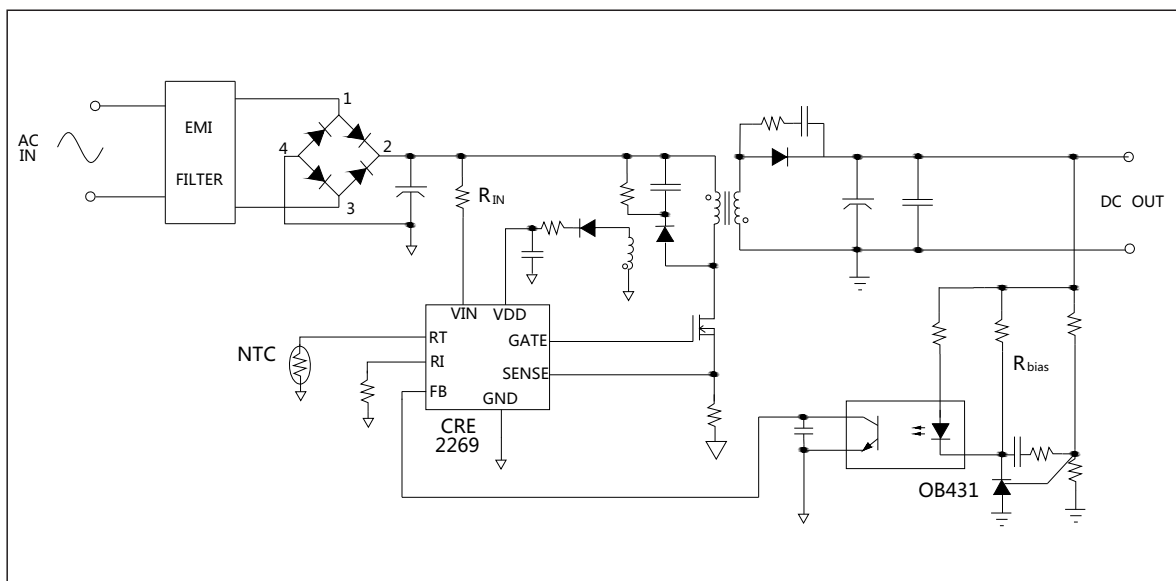 AC
IN
EMI
FILTER
1
2
3
4
RIN
VIN
VDD
RT
RI
FB
GATE
SENSE
GND
CRE
2269
NTC
DC OUT
Rbias
OB431